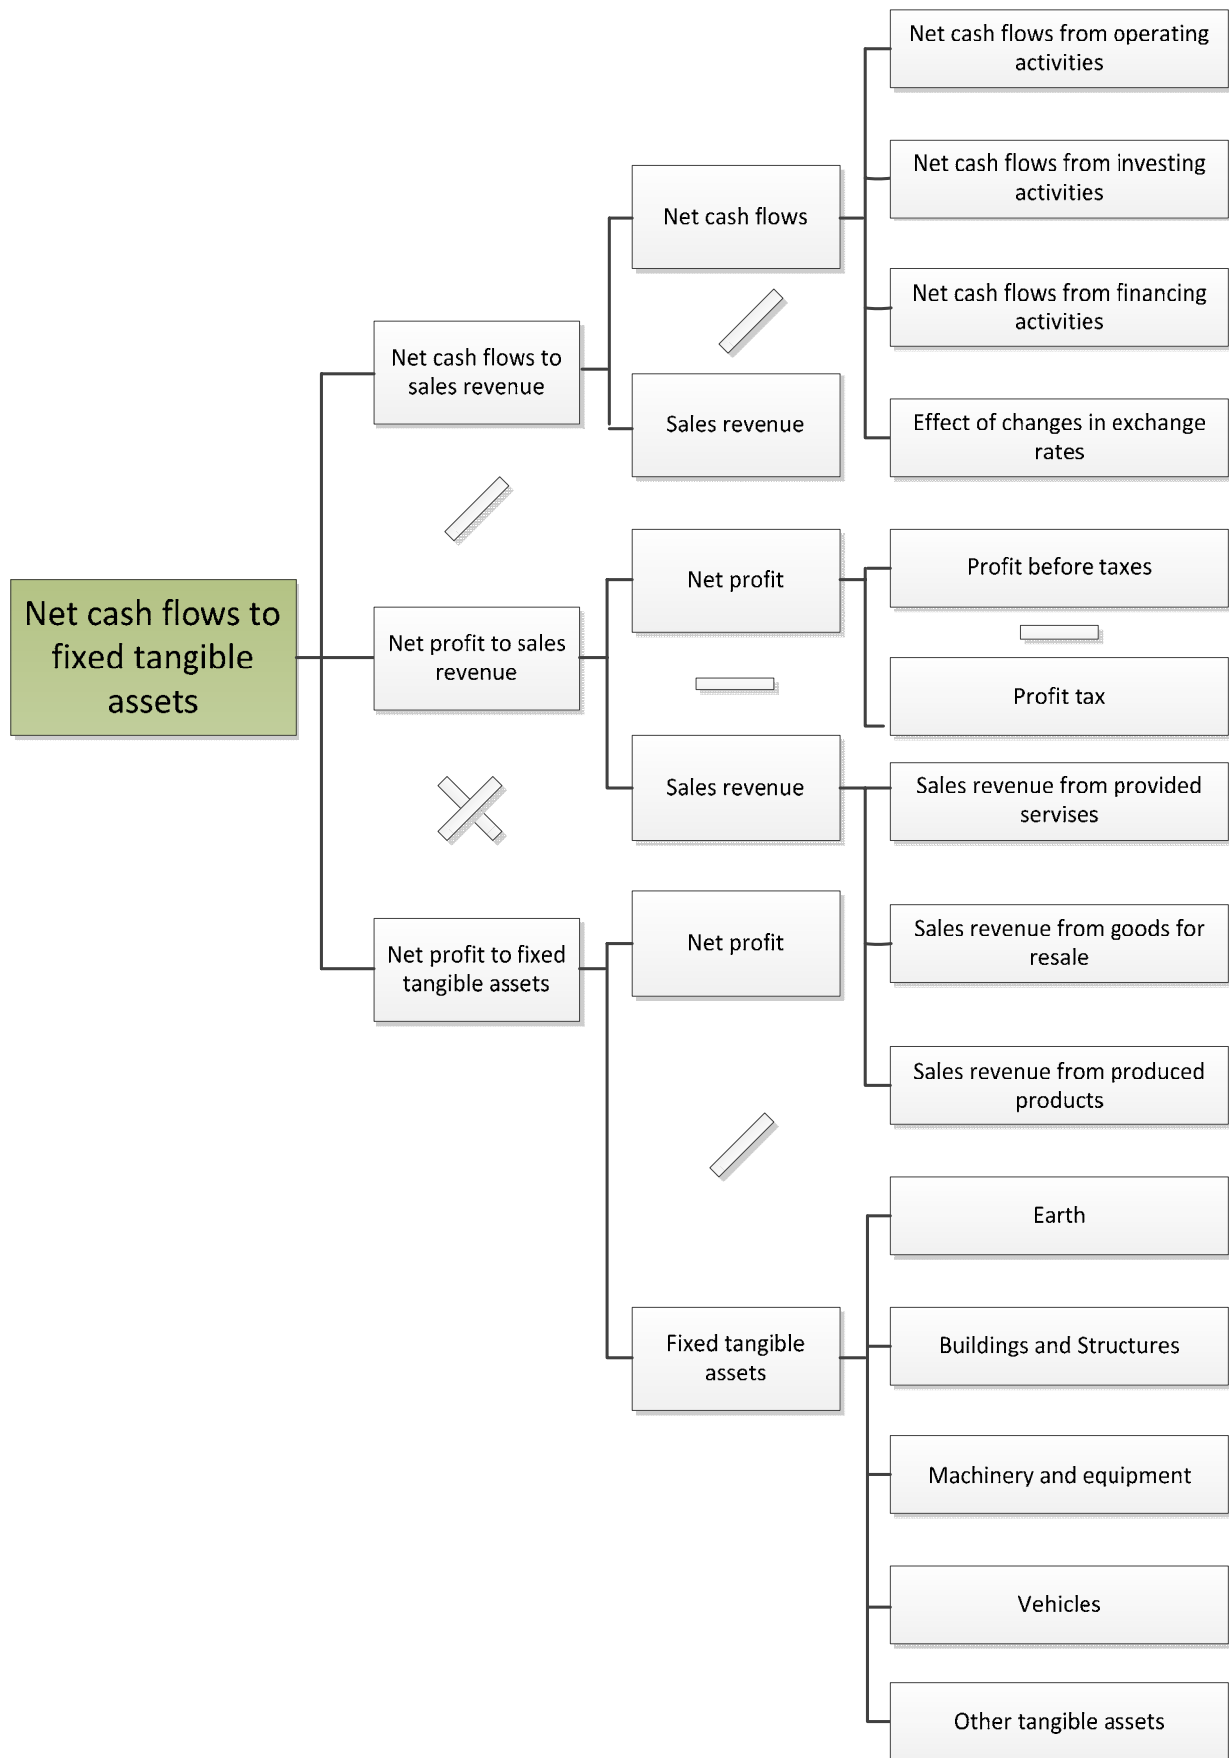 Net cash flows to
fixed tangible
assets
Net cash flows to
sales revenue
Net profit to sales
revenue
Net profit to fixed
tangible assets
Net cash flows
Sales revenue
Net profit
Sales revenue
Net profit
Fixed tangible
assets
Net cash flows from operating
activities
Net cash flows from investing
activities
Net cash flows from financing
activities
Effect of changes in exchange
rates
Profit before taxes
Profit tax
Sales revenue from provided
servises
Sales revenue from goods for
resale
Sales revenue from produced
products
Earth
Buildings and Structures
Machinery and equipment
Vehicles
Other tangible assets